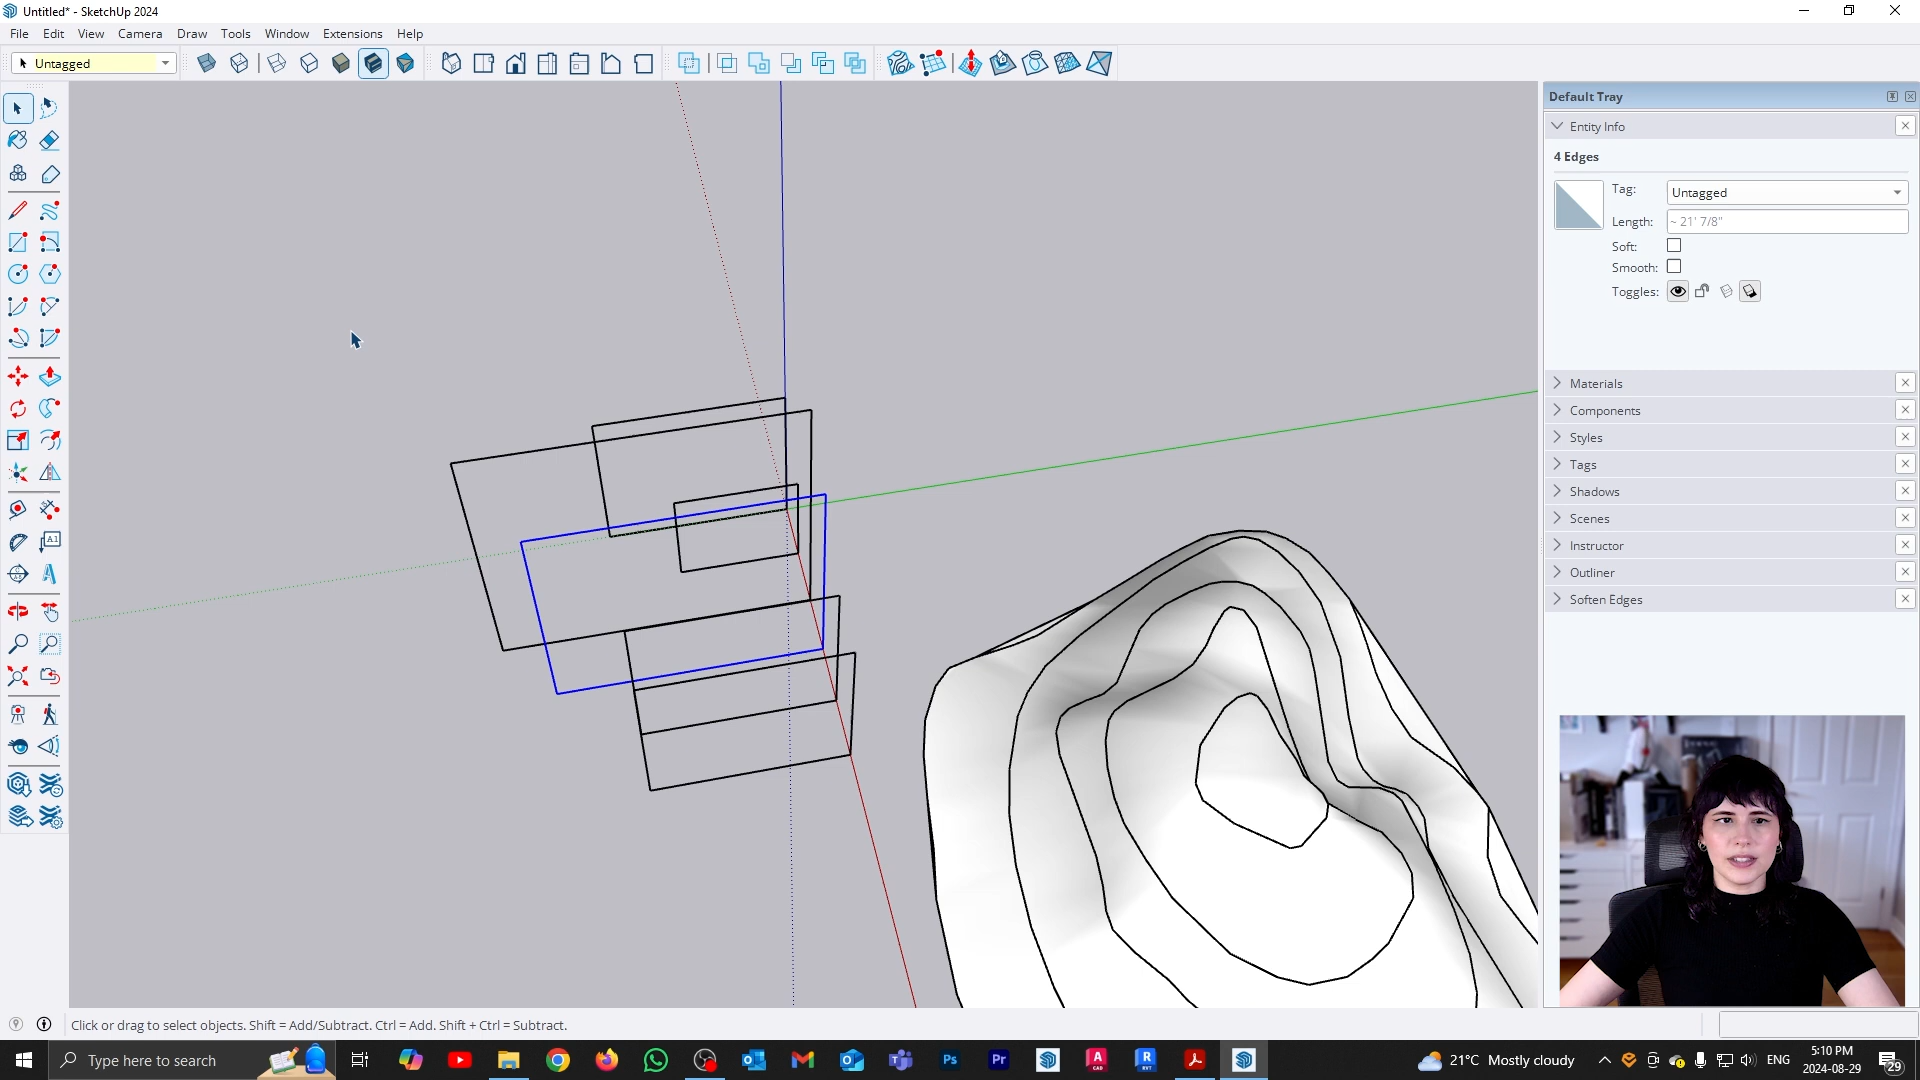 Untitled* - SketchUp 2024
File Edit View Camera Draw Tools Window Extensions Help
Untagged
Default Tray
Entity Info
4 Edges
Tag: Untagged
Length: ~ 21' 7/8"
Soft:
Smooth:
Toggles:
Materials
Components
Styles
Tags
Shadows
Scenes
Instructor
Outliner
Soften Edges
Click or drag to select objects. Shift = Add/Subtract. Ctrl = Add. Shift + Ctrl = Subtract.
Type here to search
21°C Mostly cloudy
ENG
5:10 PM
2024-08-29
29